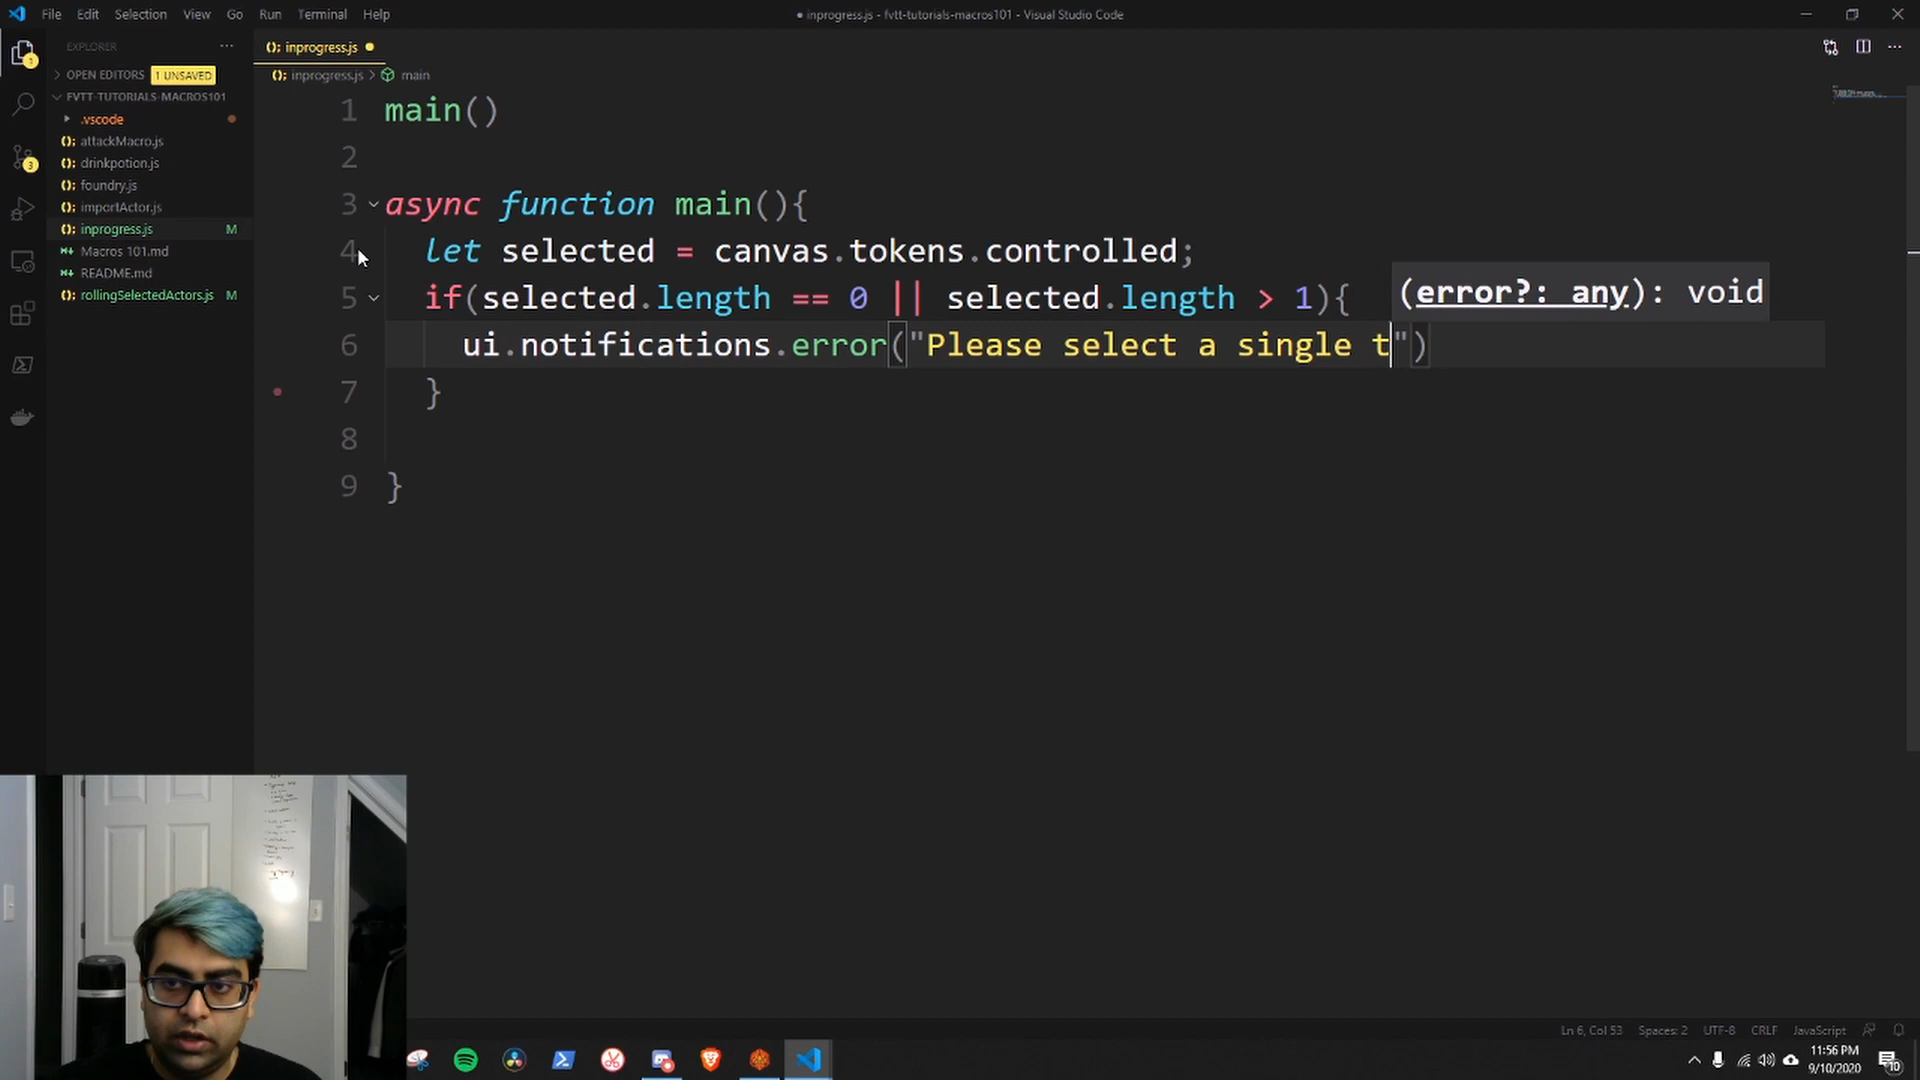 File Edit Selection View Go Run Terminal Help
● inprogress.js - fvtt-tutorials-macros101 - Visual Studio Code
EXPLORER
OPEN EDITORS 1 UNSAVED
FVTT-TUTORIALS-MACROS101
.vscode
attackMacro.js
drinkpotion.js
foundry.js
importActor.js
inprogress.js M
Macros 101.md
README.md
rollingSelectedActors.js M
1
3
inprogress.js
inprogress.js > main
1 main()
2
3 async function main(){
4 let selected = canvas.tokens.controlled;
5 if(selected.length == 0 || selected.length > 1){
(error?: any): void
6 ui.notifications.error("Please select a single t")
7 }
8
9 }
Ln 6, Col 53 Spaces: 2 UTF-8 CRLF JavaScript
11:56 PM
9/10/2020
10